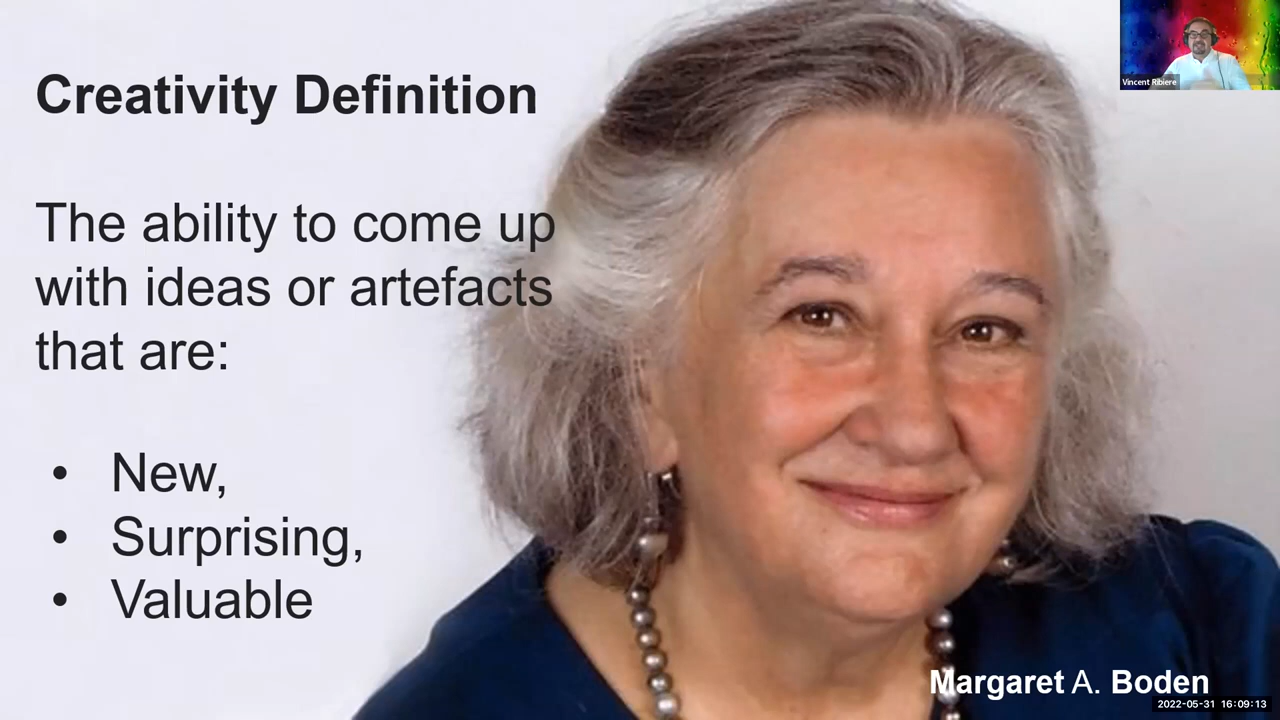 Creativity Definition
The ability to come up
with ideas or artefacts
that are:
• New,
• Surprising,
• Valuable
Vincent Ribiere
Margaret A. Boden
2022-05-31 16:09:13